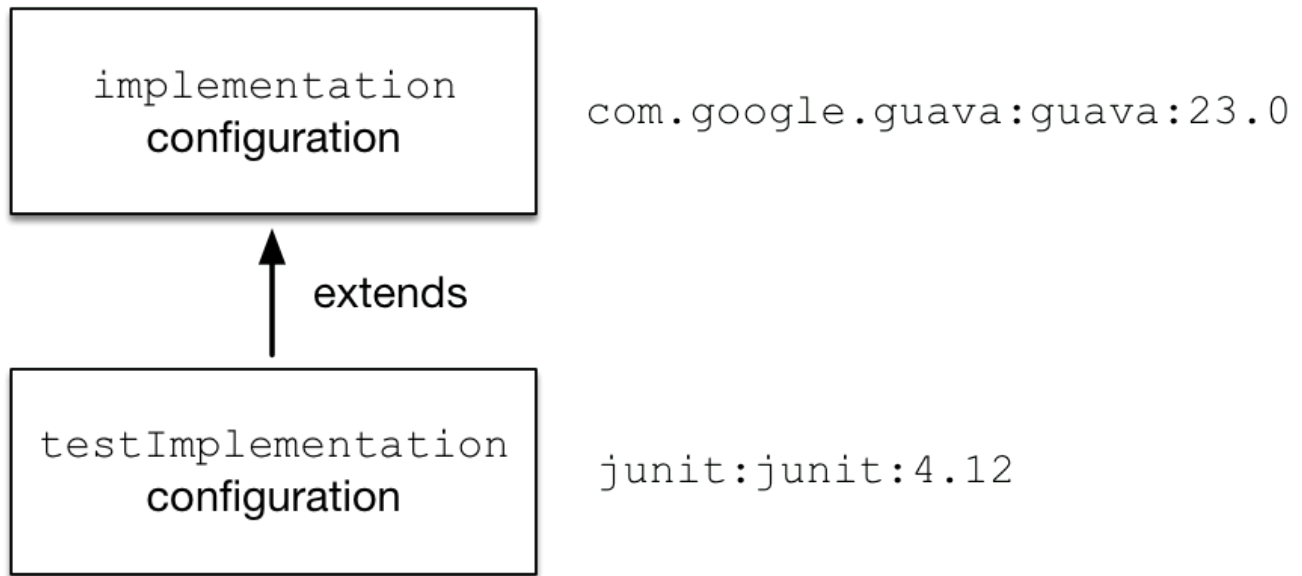 implementation
configuration
com.google.guava:guava:23.0
extends
testImplementation
configuration
junit:junit:4.12